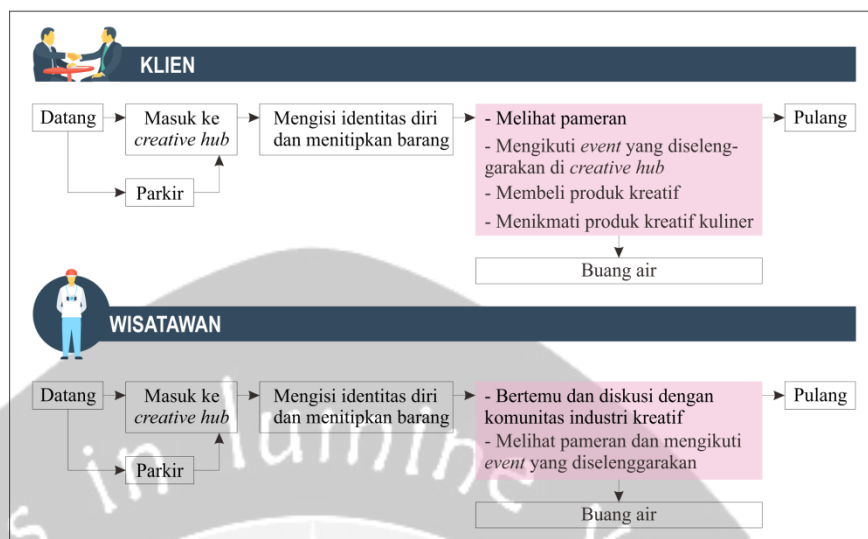 KLIEN
Datang
Masuk ke
creative hub
Parkir
Mengisi identitas diri
dan menitipkan barang
- Melihat pameran
- Mengikuti event yang diseleng-
garakan di creative hub
- Membeli produk kreatif
- Menikmati produk kreatif kuliner
Buang air
Pulang
WISATAWAN
Datang
Masuk ke
creative hub
Parkir
Mengisi identitas diri
dan menitipkan barang
- Bertemu dan diskusi dengan
komunitas industri kreatif
- Melihat pameran dan mengikuti
event yang diselenggarakan
Buang air
Pulang
s in lumine